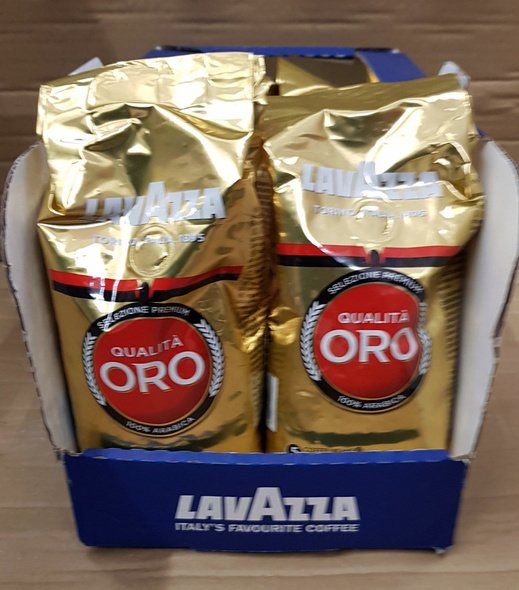 LAVAZZA
TORINO, ITALIA, 1895
SELEZIONE PREMIUM
QUALITÀ
ORO
100% ARABICA
LAVAZZA
TORINO, ITALIA, 1895
SELEZIONE PREMIUM
QUALITÀ
ORO
100% ARABICA
5
LAVAZZA
ITALY'S FAVOURITE COFFEE